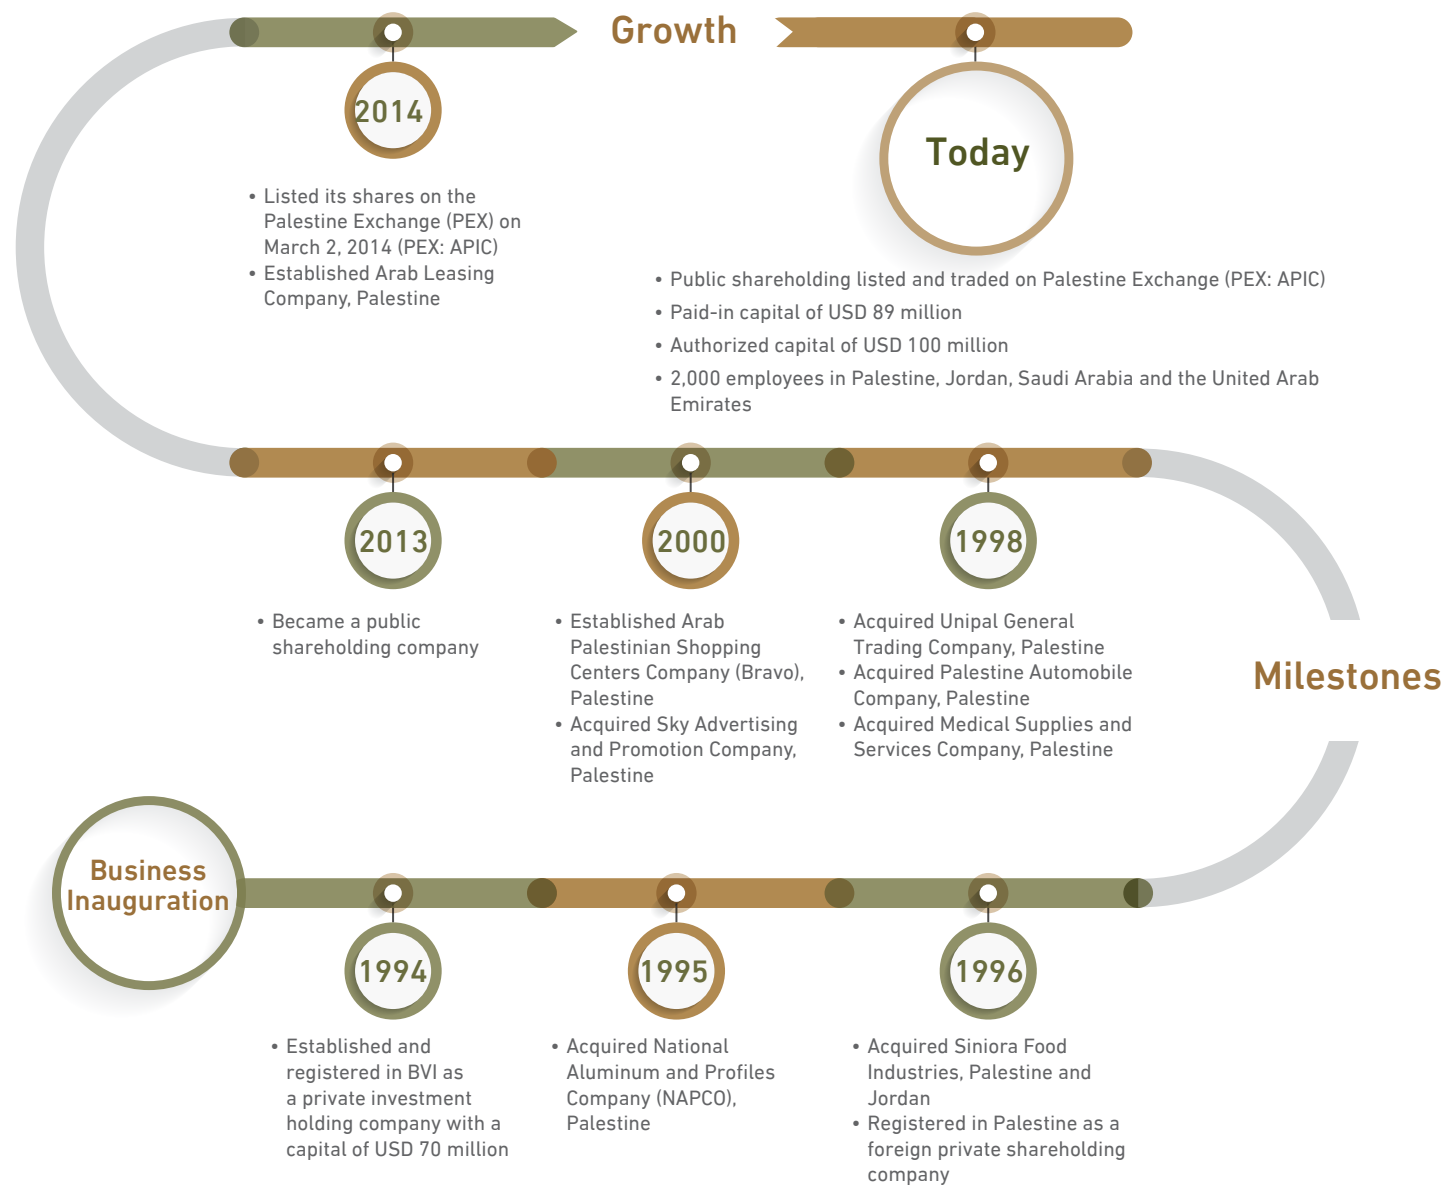 Growth
2014
Today
• Listed its shares on the
Palestine Exchange (PEX) on
March 2, 2014 (PEX: APIC)
• Established Arab Leasing
Company, Palestine
• Public shareholding listed and traded on Palestine Exchange (PEX: APIC)
• Paid-in capital of USD 89 million
• Authorized capital of USD 100 million
• 2,000 employees in Palestine, Jordan, Saudi Arabia and the United Arab
Emirates
2013
2000
1998
• Became a public
shareholding company
• Established Arab
Palestinian Shopping
Centers Company (Bravo),
Palestine
• Acquired Sky Advertising
and Promotion Company,
Palestine
• Acquired Unipal General
Trading Company, Palestine
• Acquired Palestine Automobile
Company, Palestine
• Acquired Medical Supplies and
Services Company, Palestine
Milestones
Business
Inauguration
1994
1995
1996
• Established and
registered in BVI as
a private investment
holding company with a
capital of USD 70 million
• Acquired National
Aluminum and Profiles
Company (NAPCO),
Palestine
• Acquired Siniora Food
Industries, Palestine and
Jordan
• Registered in Palestine as a
foreign private shareholding
company